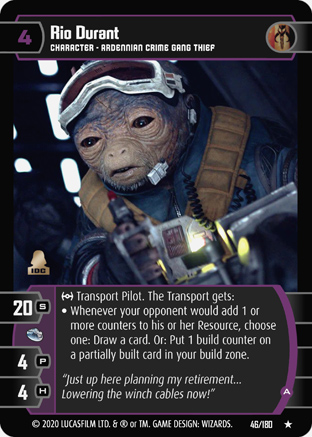 4
Rio Durant
CHARACTER - ARDENNIAN CRIME GANG THIEF
IDC
20 S
4 P
4 H
Transport Pilot. The Transport gets:
• Whenever your opponent would add 1 or
more counters to his or her Resource, choose
one: Draw a card. Or: Put 1 build counter on
a partially built card in your build zone.
"Just up here planning my retirement...
Lowering the winch cables now!"
A
© 2020 LUCASFILM LTD. & ® or TM. GAME DESIGN: WIZARDS. 46/180 ★